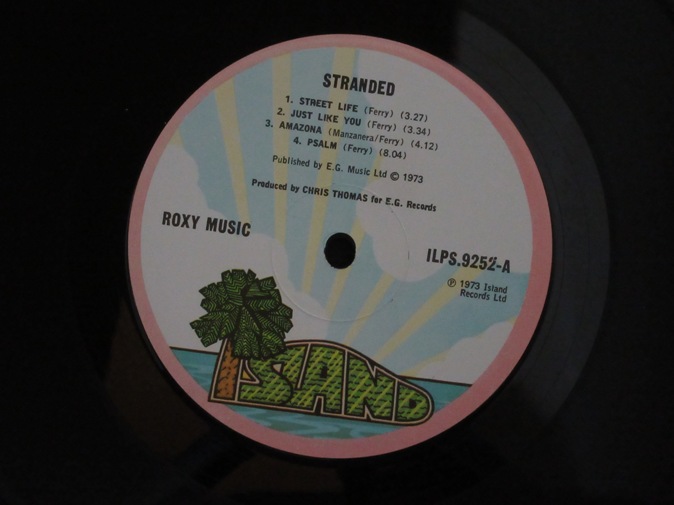 STRANDED
1. STREET LIFE (Ferry) (3.27)
2. JUST LIKE YOU (Ferry) (3.34)
3. AMAZONA (Manzanera/Ferry) (4.12)
4. PSALM (Ferry) (8.04)
Published by E.G. Music Ltd © 1973
Produced by CHRIS THOMAS for E.G. Records
ROXY MUSIC
ILPS.9252-A
℗ 1973 Island
Records Ltd
ISLAND